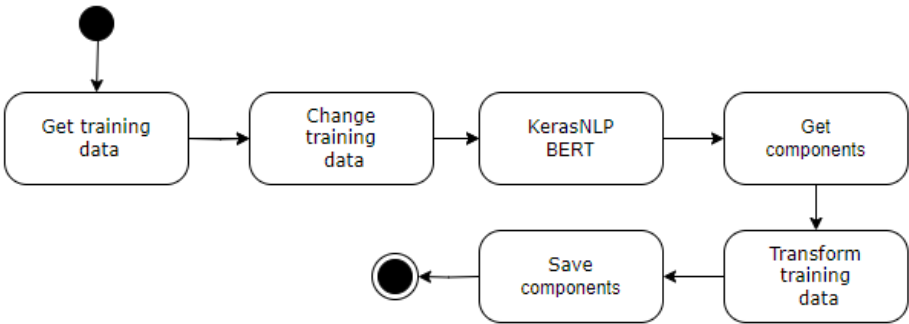 Get training
data
Change
training
data
KerasNLP
BERT
Get
components
Transform
training
data
Save
components